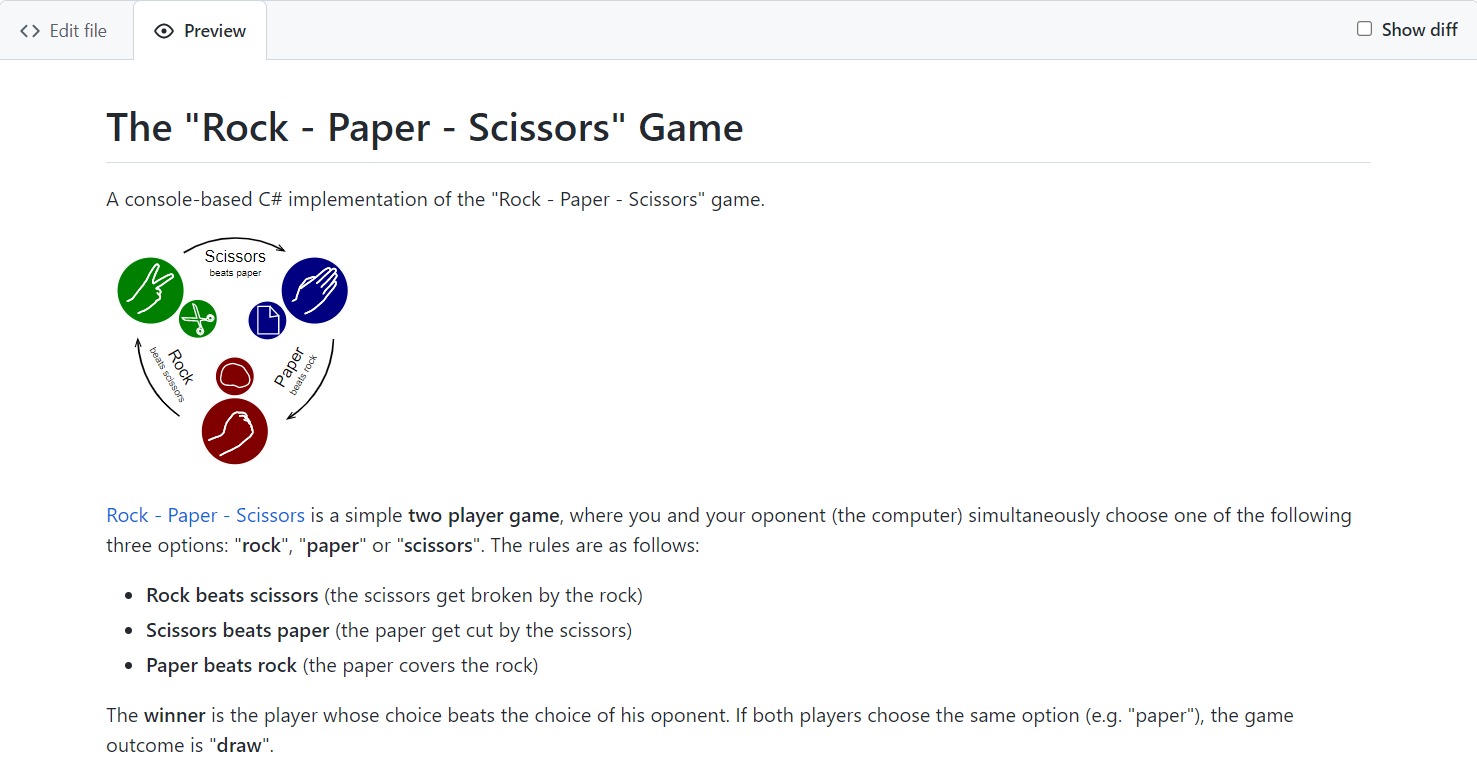 Edit file
Preview
Show diff
The "Rock - Paper - Scissors" Game
A console-based C# implementation of the "Rock - Paper - Scissors" game.
Scissors
beats paper
Rock
beats scissors
Paper
beats rock
Rock - Paper - Scissors is a simple two player game, where you and your oponent (the computer) simultaneously choose one of the following
three options: "rock", "paper" or "scissors". The rules are as follows:
• Rock beats scissors (the scissors get broken by the rock)
• Scissors beats paper (the paper get cut by the scissors)
• Paper beats rock (the paper covers the rock)
The winner is the player whose choice beats the choice of his oponent. If both players choose the same option (e.g. "paper"), the game
outcome is "draw".